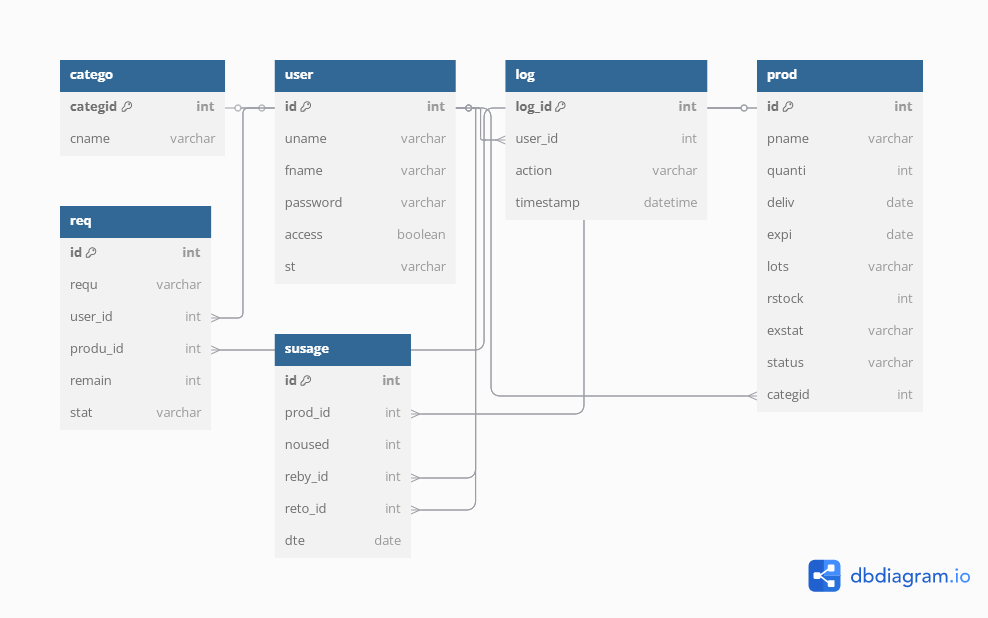 catego
categid int
cname varchar
user
id int
uname varchar
fname varchar
password varchar
access boolean
st varchar
log
log_id int
user_id int
action varchar
timestamp datetime
prod
id int
pname varchar
quanti int
deliv date
expi date
lots varchar
rstock int
exstat varchar
status varchar
categid int
req
id int
requ varchar
user_id int
produ_id int
remain int
stat varchar
susage
id int
prod_id int
noused int
reby_id int
reto_id int
dte date
dbdiagram.io